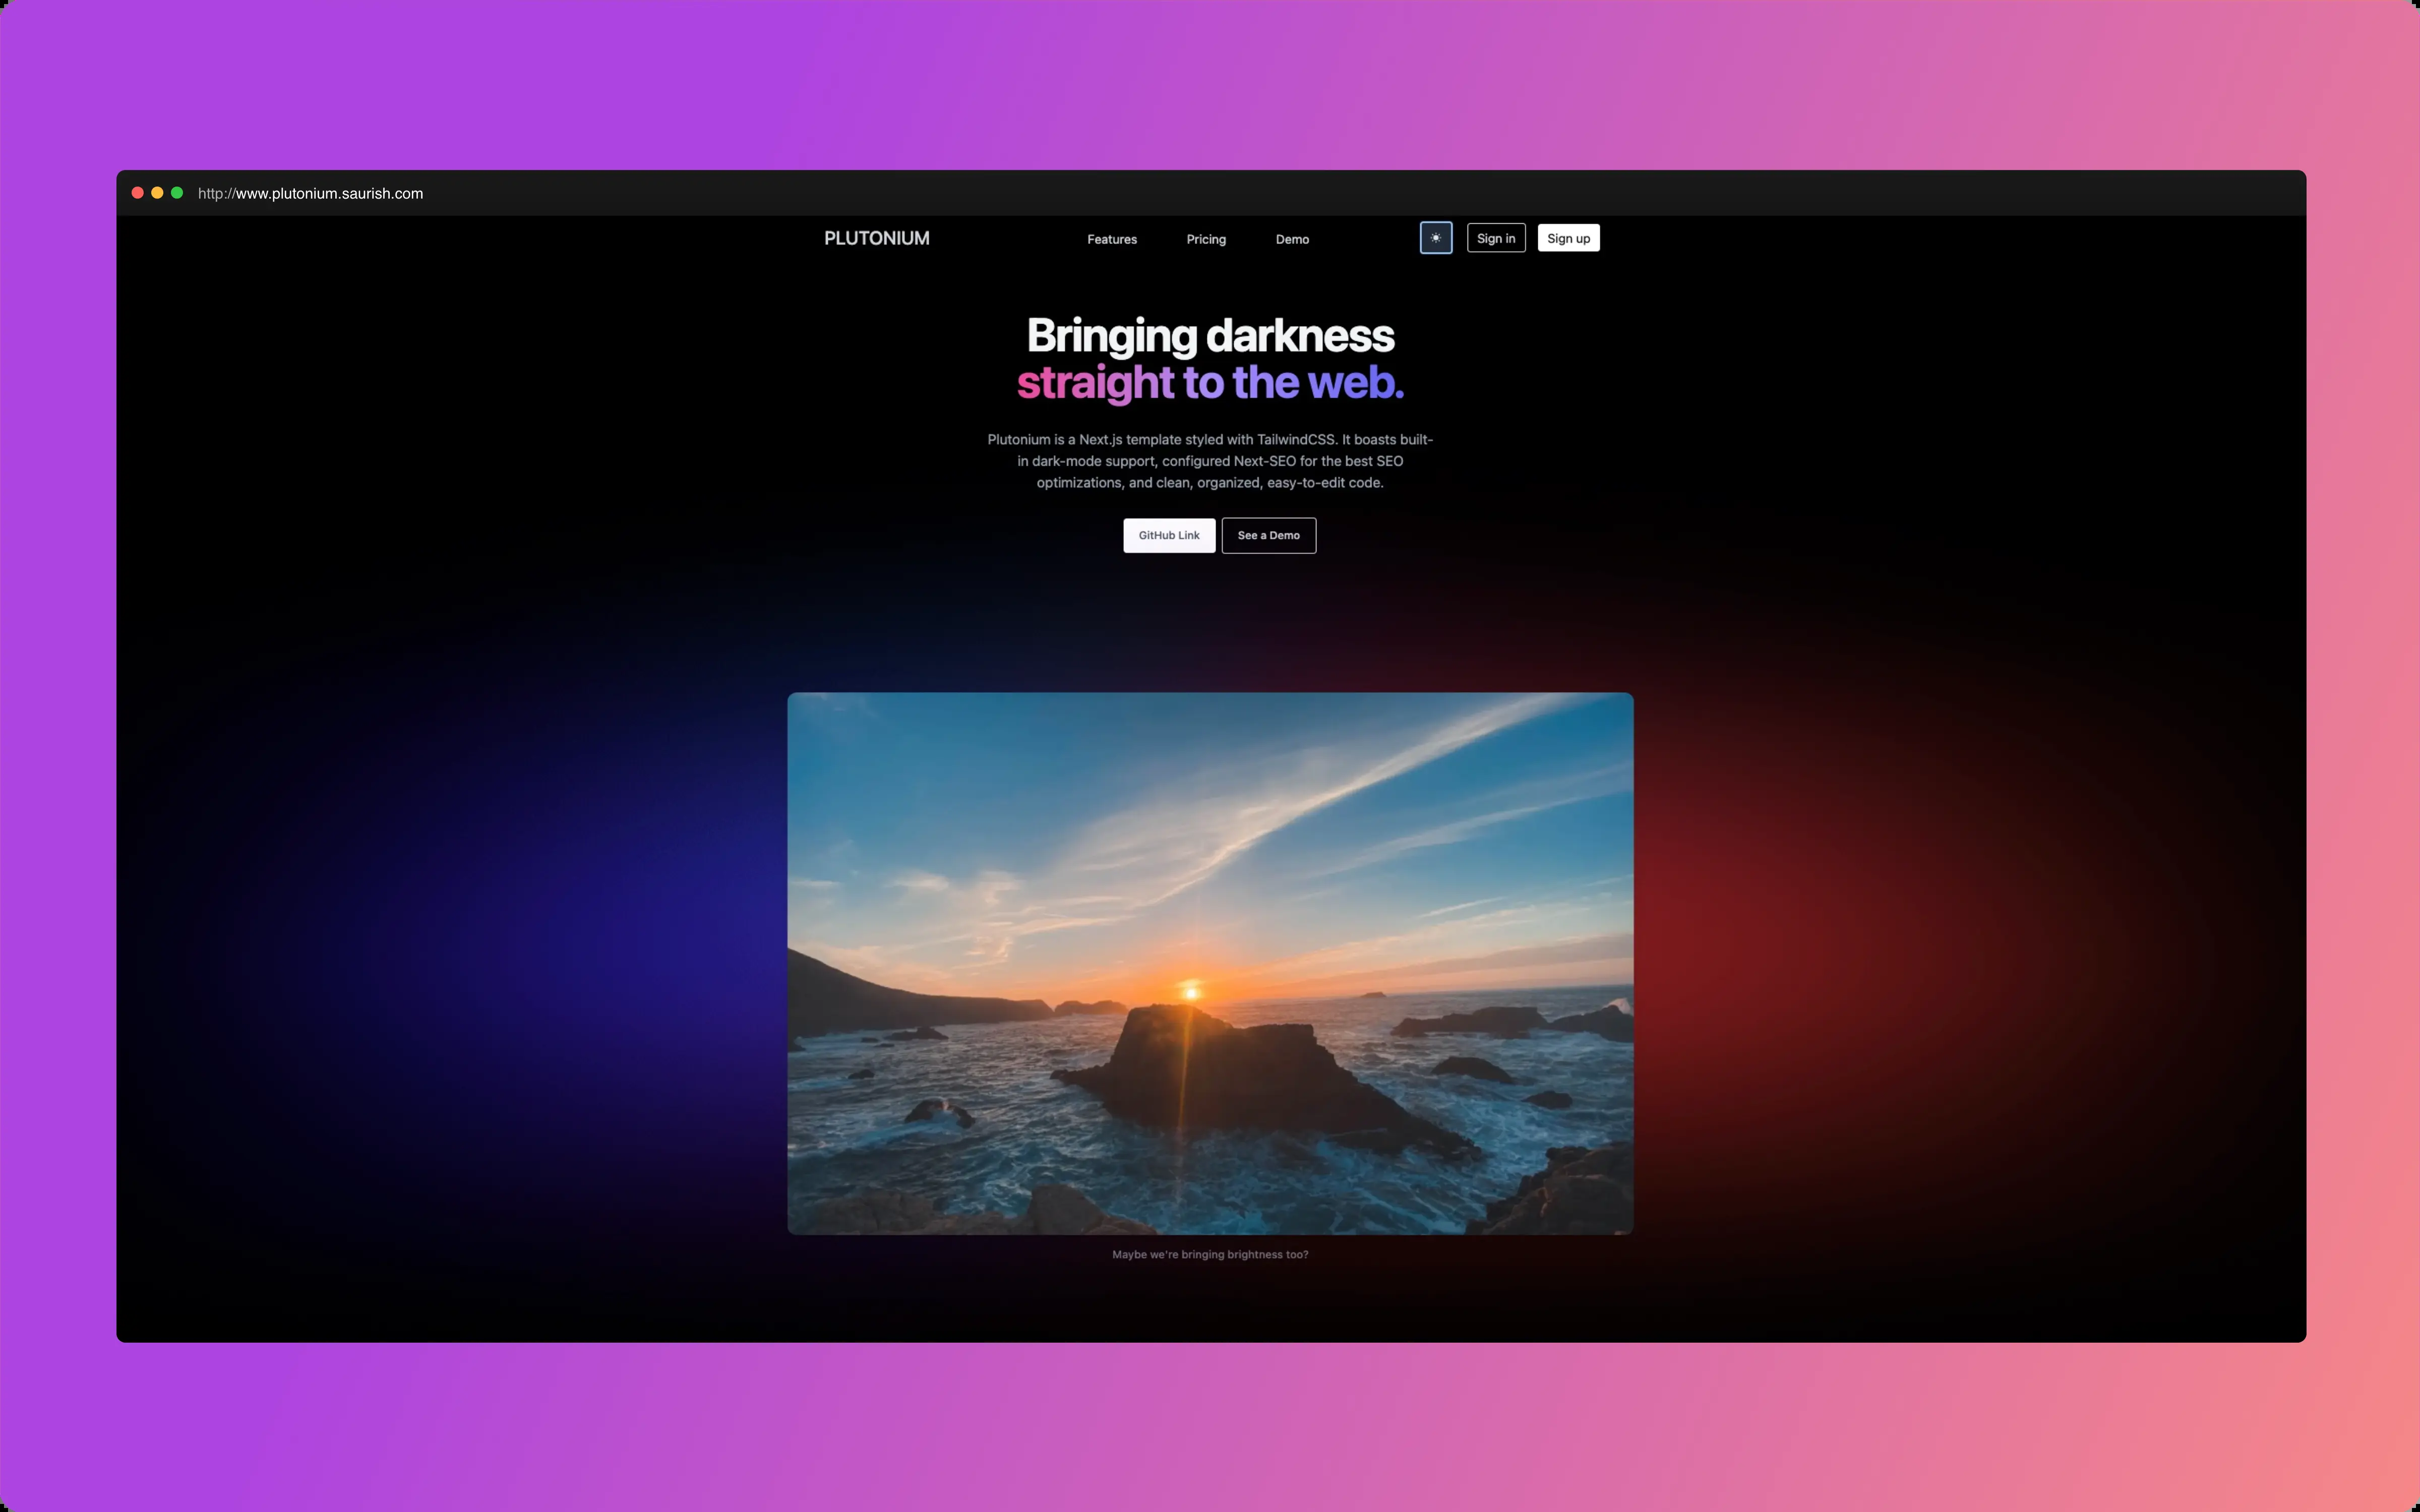 http://www.plutonium.saurish.com
PLUTONIUM
Features
Pricing
Demo
Sign in
Sign up
Bringing darkness
straight to the web.
Plutonium is a Next.js template styled with TailwindCSS. It boasts built-
in dark-mode support, configured Next-SEO for the best SEO
optimizations, and clean, organized, easy-to-edit code.
GitHub Link
See a Demo
Maybe we're bringing brightness too?